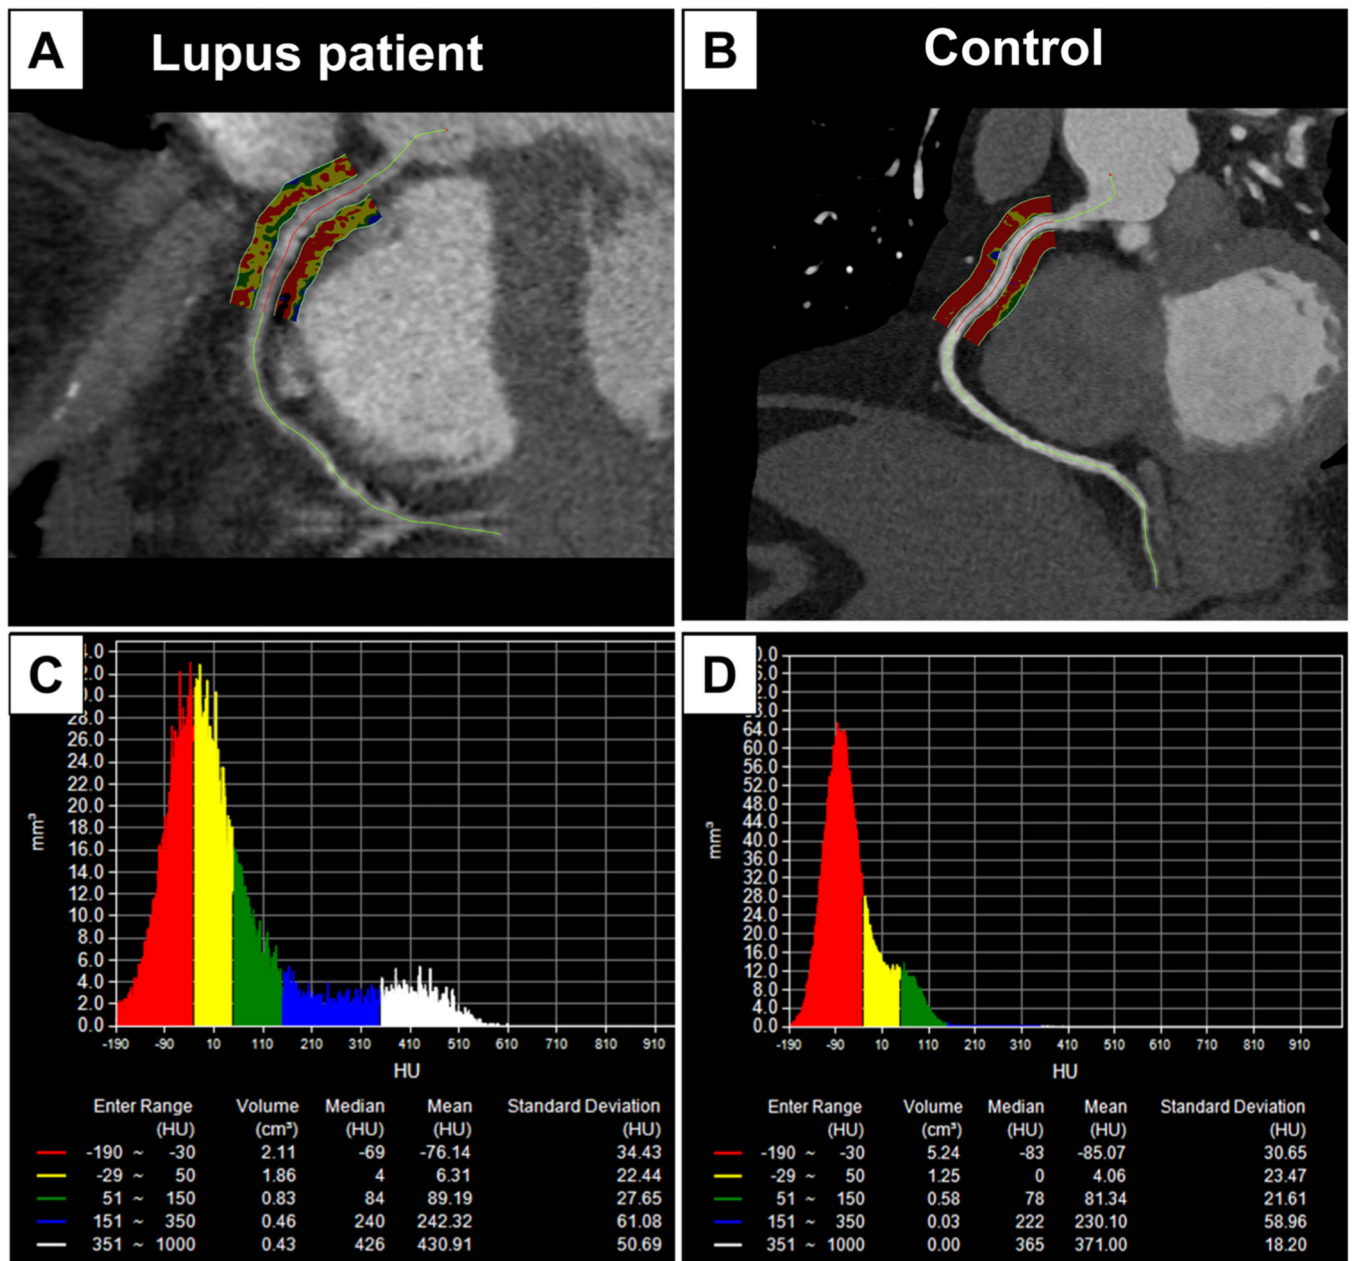 A
Lupus patient
B
Control
C
28.0
26.0
24.0
22.0
20.0
18.0
16.0
14.0
12.0
10.0
8.0
6.0
4.0
2.0
0.0
mm³
-190 -90 10 110 210 310 410 510 610 710 810 910
HU
Enter Range Volume Median Mean Standard Deviation
(HU) (cm³) (HU) (HU) (HU)
-190 ~ -30 2.11 -69 -76.14 34.43
-29 ~ 50 1.86 4 6.31 22.44
51 ~ 150 0.83 84 89.19 27.65
151 ~ 350 0.46 240 242.32 61.08
351 ~ 1000 0.43 426 430.91 50.69
D
64.0
60.0
56.0
52.0
48.0
44.0
40.0
36.0
32.0
28.0
24.0
20.0
16.0
12.0
8.0
4.0
0.0
mm³
-190 -90 10 110 210 310 410 510 610 710 810 910
HU
Enter Range Volume Median Mean Standard Deviation
(HU) (cm³) (HU) (HU) (HU)
-190 ~ -30 5.24 -83 -85.07 30.65
-29 ~ 50 1.25 0 4.06 23.47
51 ~ 150 0.58 78 81.34 21.61
151 ~ 350 0.03 222 230.10 58.96
351 ~ 1000 0.00 365 371.00 18.20